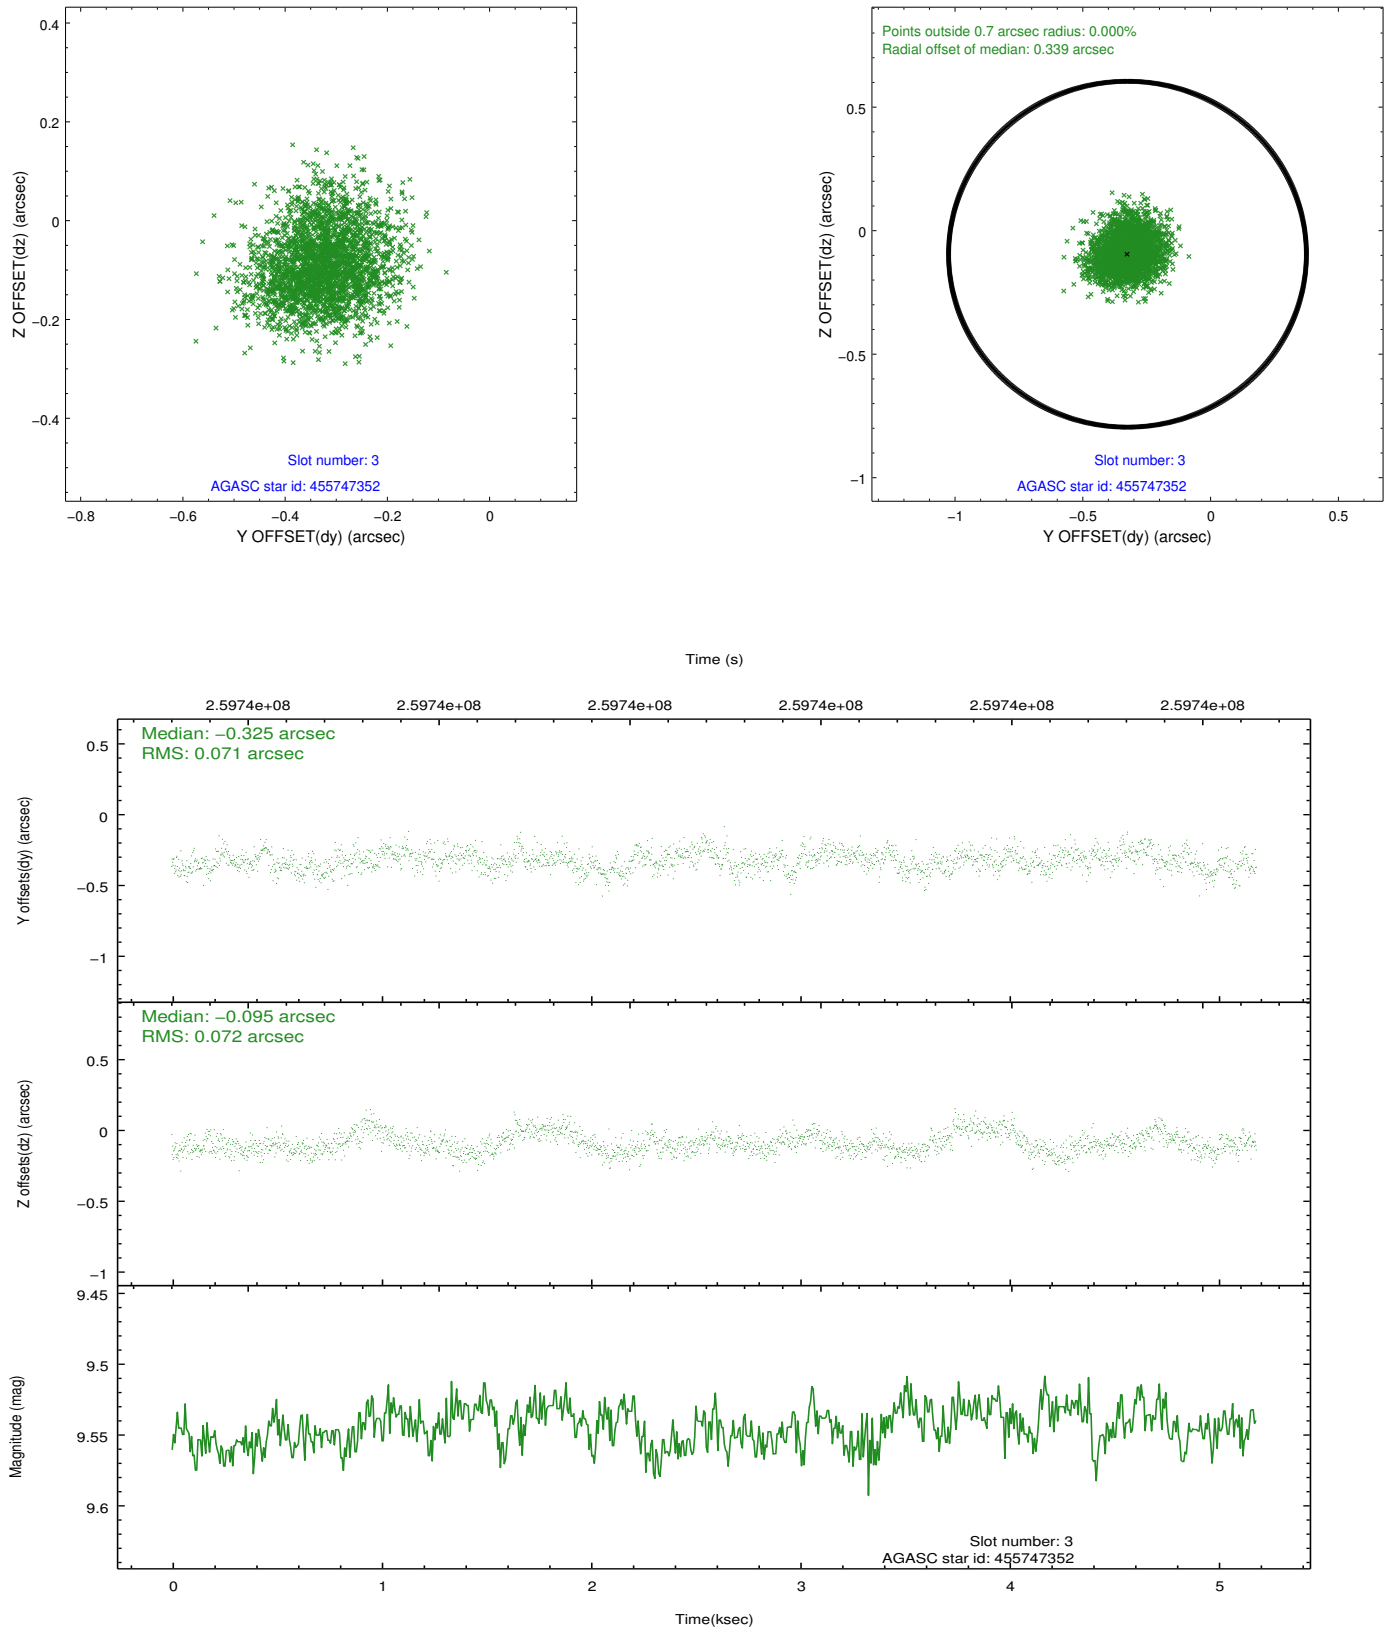 0.4
0.2
0
−0.2
−0.4
Z OFFSET(dz) (arcsec)
Slot number: 3
AGASC star id: 455747352
−0.8 −0.6 −0.4 −0.2 0
Y OFFSET(dy) (arcsec)
Points outside 0.7 arcsec radius: 0.000%
Radial offset of median: 0.339 arcsec
0.5
0
−0.5
−1
Z OFFSET(dz) (arcsec)
Slot number: 3
AGASC star id: 455747352
−1 −0.5 0 0.5
Y OFFSET(dy) (arcsec)
Time (s)
2.5974e+08 2.5974e+08 2.5974e+08 2.5974e+08 2.5974e+08 2.5974e+08
Median: −0.325 arcsec
RMS: 0.071 arcsec
0.5
0
−0.5
−1
Y offsets(dy) (arcsec)
Median: −0.095 arcsec
RMS: 0.072 arcsec
0.5
0
−0.5
−1
Z offsets(dz) (arcsec)
9.45
9.5
9.55
9.6
Magnitude (mag)
Slot number: 3
AGASC star id: 455747352
0 1 2 3 4 5
Time(ksec)